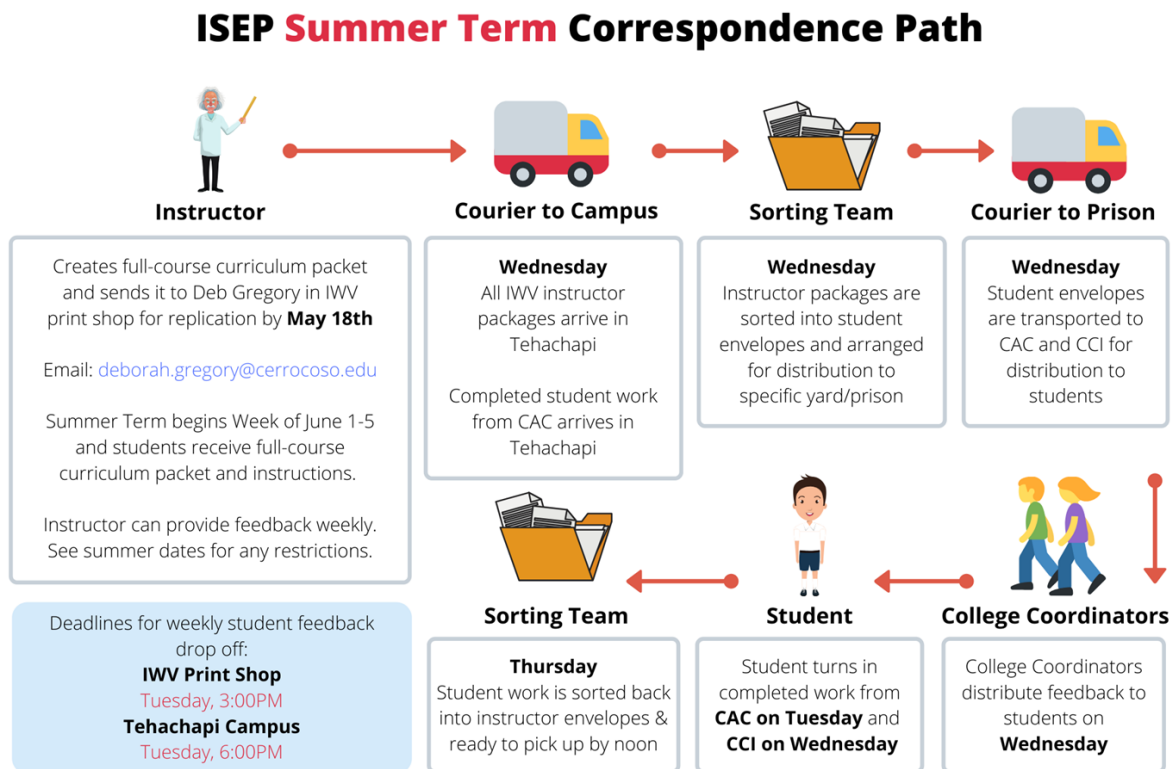 ISEP Summer Term Correspondence Path
Instructor
Creates full-course curriculum packet
and sends it to Deb Gregory in IWV
print shop for replication by May 18th
Email: deborah.gregory@cerrocoso.edu
Summer Term begins Week of June 1-5
and students receive full-course
curriculum packet and instructions.
Instructor can provide feedback weekly.
See summer dates for any restrictions.
Courier to Campus
Wednesday
All IWV instructor
packages arrive in
Tehachapi
Completed student work
from CAC arrives in
Tehachapi
Sorting Team
Wednesday
Instructor packages are
sorted into student
envelopes and arranged
for distribution to
specific yard/prison
Courier to Prison
Wednesday
Student envelopes
are transported to
CAC and CCI for
distribution to
students
College Coordinators
College Coordinators
distribute feedback to
students on
Wednesday
Student
Student turns in
completed work from
CAC on Tuesday and
CCI on Wednesday
Sorting Team
Thursday
Student work is sorted back
into instructor envelopes &
ready to pick up by noon
Deadlines for weekly student feedback
drop off:
IWV Print Shop
Tuesday, 3:00PM
Tehachapi Campus
Tuesday, 6:00PM